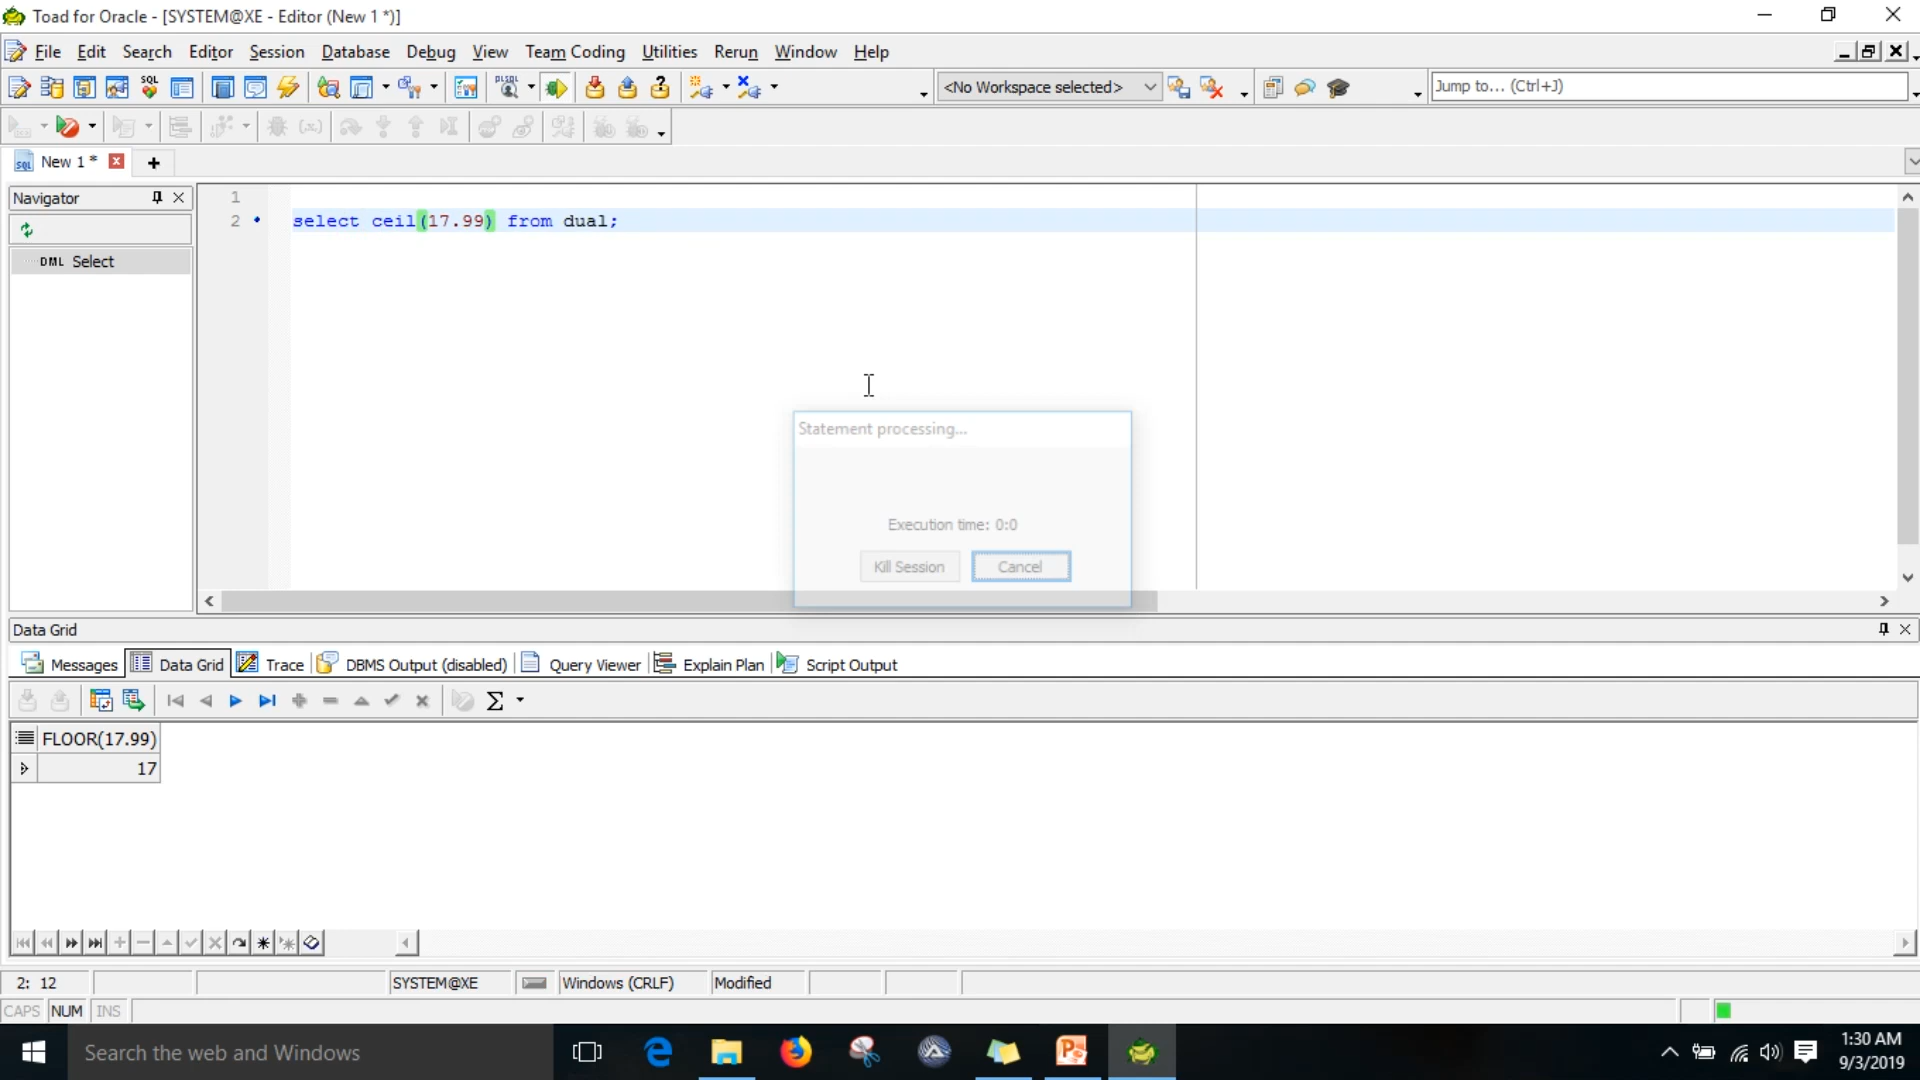 Toad for Oracle - [SYSTEM@XE - Editor (New 1 *)]
File Edit Search Editor Session Database Debug View Team Coding Utilities Rerun Window Help
SQL PLSQL <No Workspace selected> Jump to... (Ctrl+J)
SQL New 1 *
Navigator
1
2 select ceil(17.99) from dual;
DML Select
Statement processing...
Execution time: 0:0
Kill Session Cancel
Data Grid
Messages Data Grid Trace DBMS Output (disabled) Query Viewer Explain Plan Script Output
FLOOR(17.99)
17
2: 12 SYSTEM@XE Windows (CRLF) Modified
CAPS NUM INS
Search the web and Windows
1:30 AM
9/3/2019